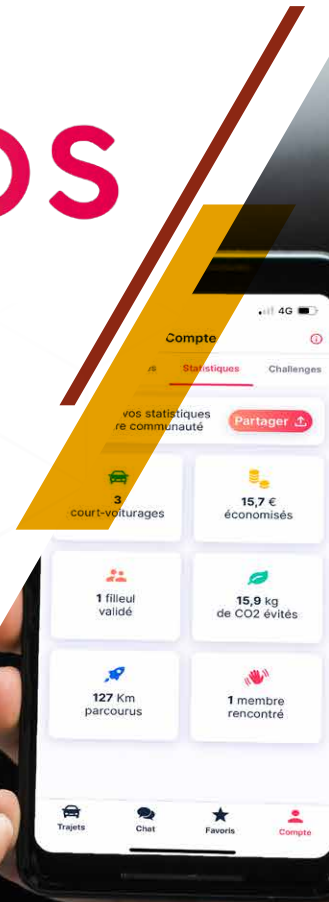 OS
4G
Compte
Statistiques Challenges
vos statistiques
communauté
Partager
3
court-voiturages
15,7 €
économisés
1 filleul
validé
15,9 kg
de CO2 évités
127 Km
parcourus
1 membre
rencontré
Trajets Chat Favoris Compte